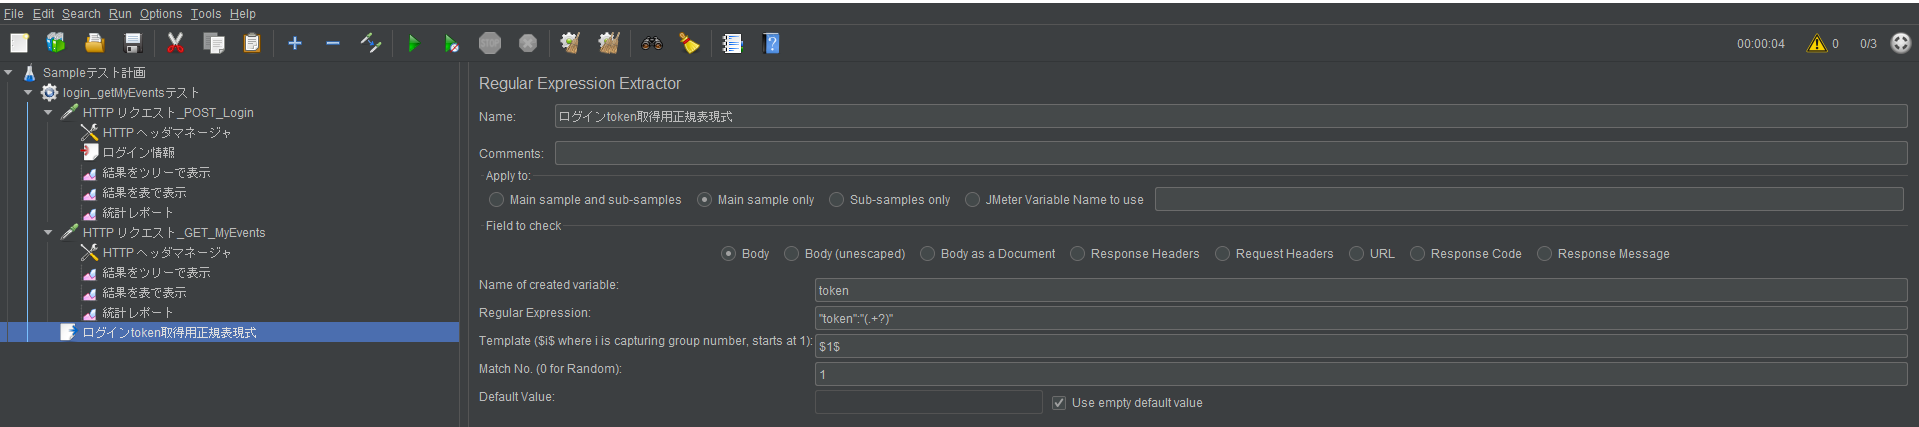 File Edit Search Run Options Tools Help
STOP
00:00:04 0 0/3
Sampleテスト計画
login_getMyEventsテスト
HTTP リクエスト_POST_Login
HTTP ヘッダマネージャ
ログイン情報
結果をツリーで表示
結果を表で表示
統計レポート
HTTP リクエスト_GET_MyEvents
HTTP ヘッダマネージャ
結果をツリーで表示
結果を表で表示
統計レポート
ログインtoken取得用正規表現式
Regular Expression Extractor
Name: ログインtoken取得用正規表現式
Comments:
Apply to:
Main sample and sub-samples Main sample only Sub-samples only JMeter Variable Name to use
Field to check
Body Body (unescaped) Body as a Document Response Headers Request Headers URL Response Code Response Message
Name of created variable: token
Regular Expression: "token":"(.+?)"
Template ($i$ where i is capturing group number, starts at 1): $1$
Match No. (0 for Random): 1
Default Value: Use empty default value